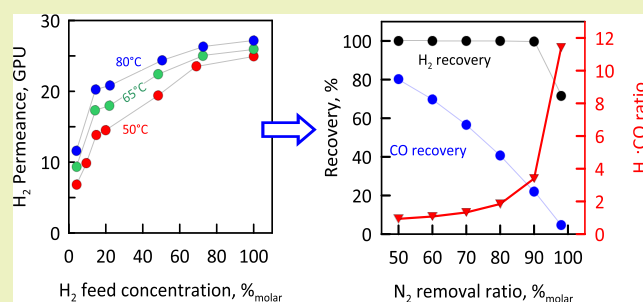 H₂ Permeance, GPU
30
20
10
0
80°C
65°C
50°C
0 20 40 60 80 100
H₂ feed concentration, %molar
Recovery, %
100
80
60
40
20
0
H₂ recovery
CO recovery
50 60 70 80 90 100
N₂ removal ratio, %molar
12
10
8
6
4
2
0
H :CO ratio